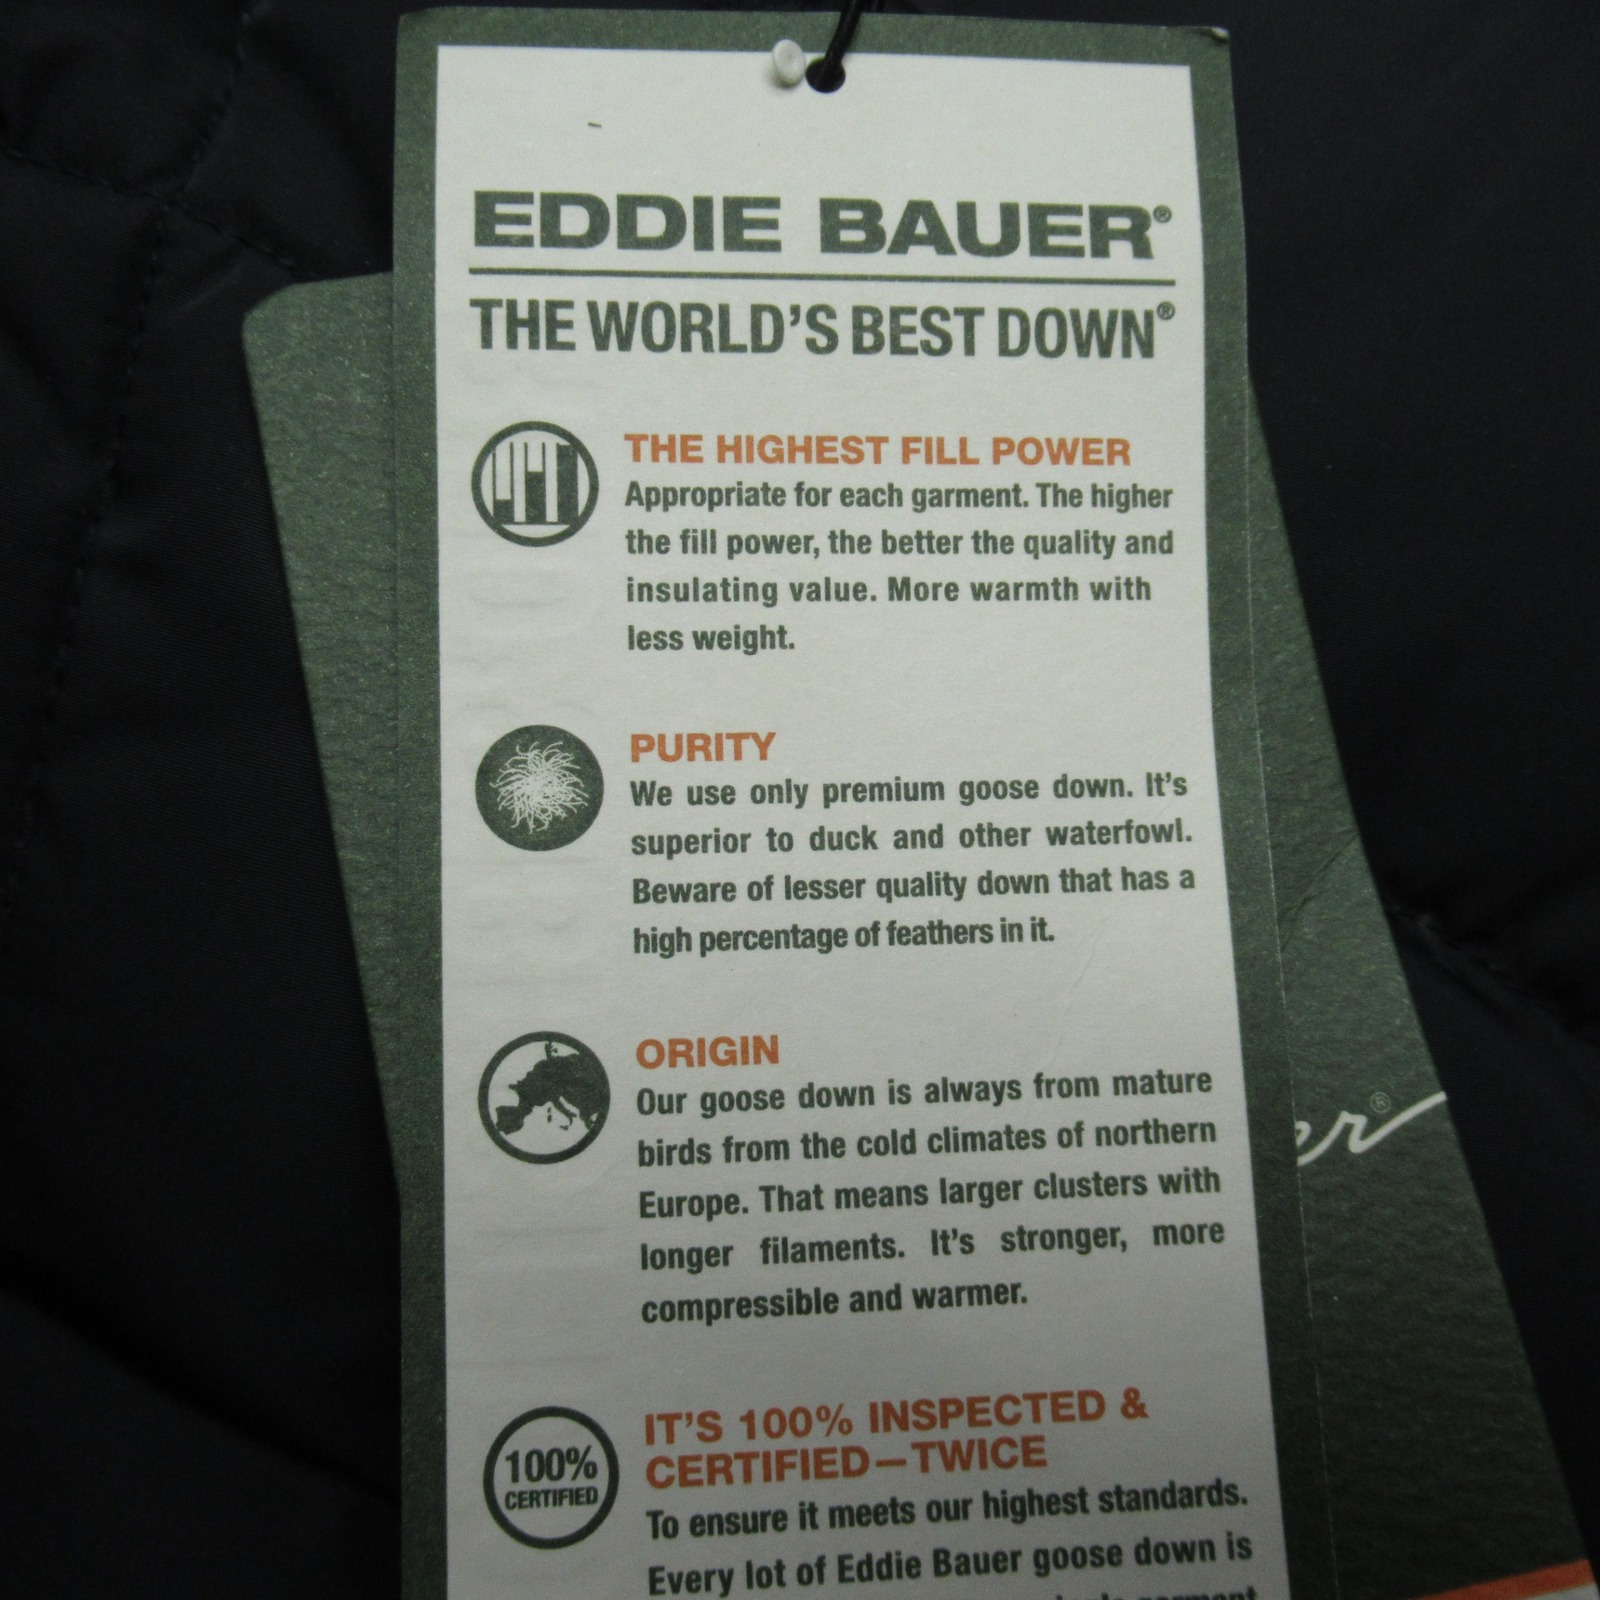 EDDIE BAUER®
THE WORLD'S BEST DOWN®
THE HIGHEST FILL POWER
Appropriate for each garment. The higher
the fill power, the better the quality and
insulating value. More warmth with
less weight.
PURITY
We use only premium goose down. It's
superior to duck and other waterfowl.
Beware of lesser quality down that has a
high percentage of feathers in it.
ORIGIN
Our goose down is always from mature
birds from the cold climates of northern
Europe. That means larger clusters with
longer filaments. It's stronger, more
compressible and warmer.
100%
CERTIFIED
IT'S 100% INSPECTED &
CERTIFIED—TWICE
To ensure it meets our highest standards.
Every lot of Eddie Bauer goose down is
garment
er®